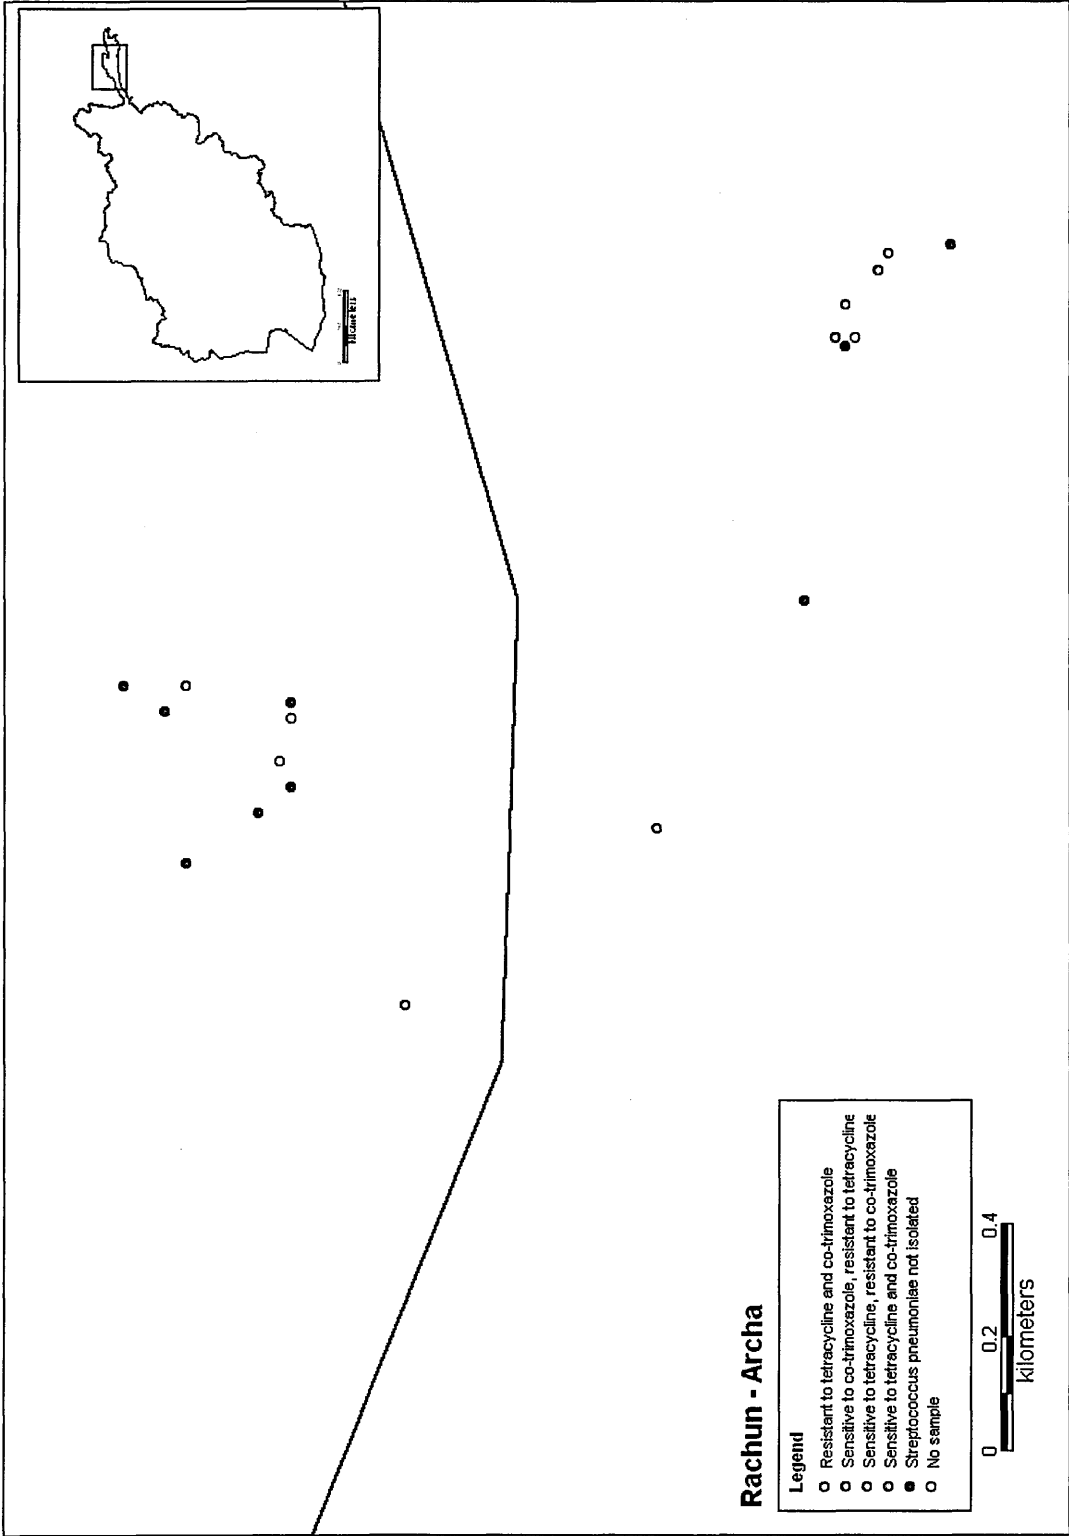 Rachun - Archa
Legend
Resistant to tetracycline and co-trimoxazole
Sensitive to co-trimoxazole, resistant to tetracycline
Sensitive to tetracycline, resistant to co-trimoxazole
Sensitive to tetracycline and co-trimoxazole
Streptococcus pneumoniae not isolated
No sample
0 0.2 0.4
kilometers